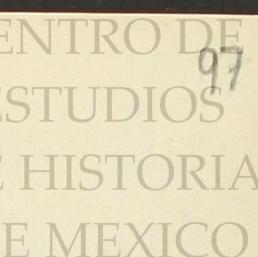 ENTRO DE
97
ESTUDIOS
E HISTORIA
E MEXICO